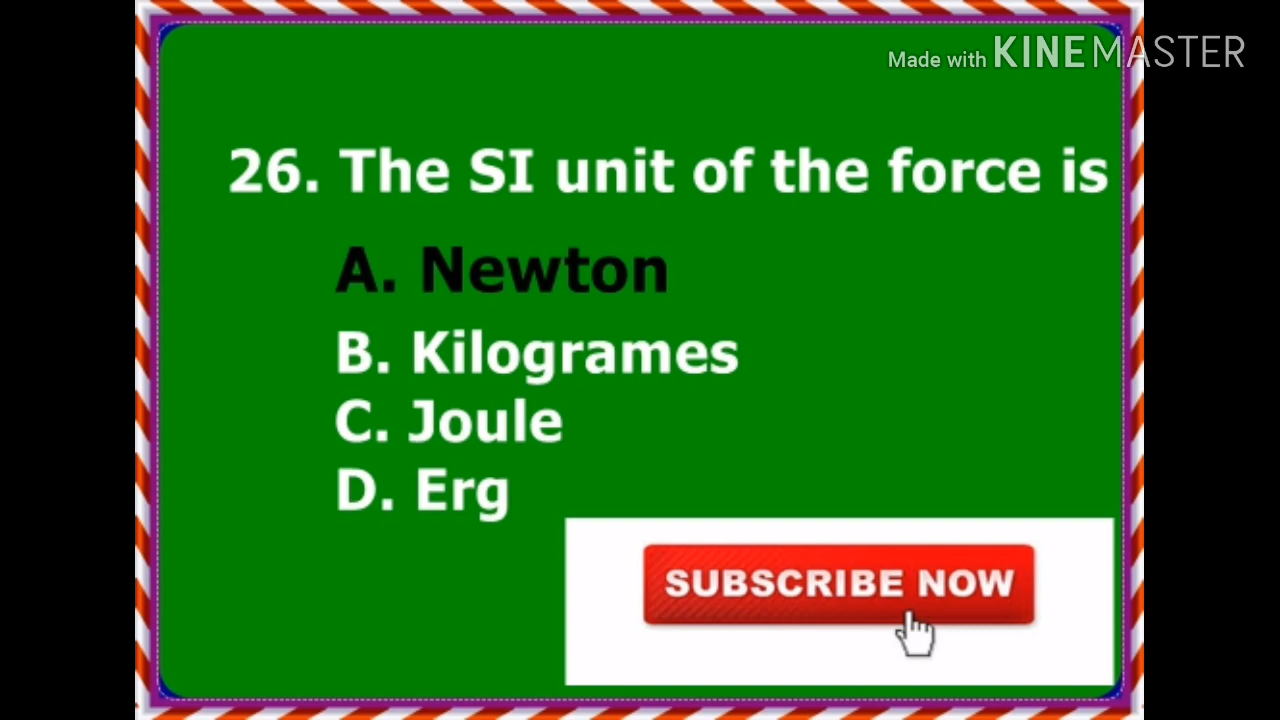 Made with KINEMASTER
26. The SI unit of the force is
A. Newton
B. Kilogrames
C. Joule
D. Erg
SUBSCRIBE NOW